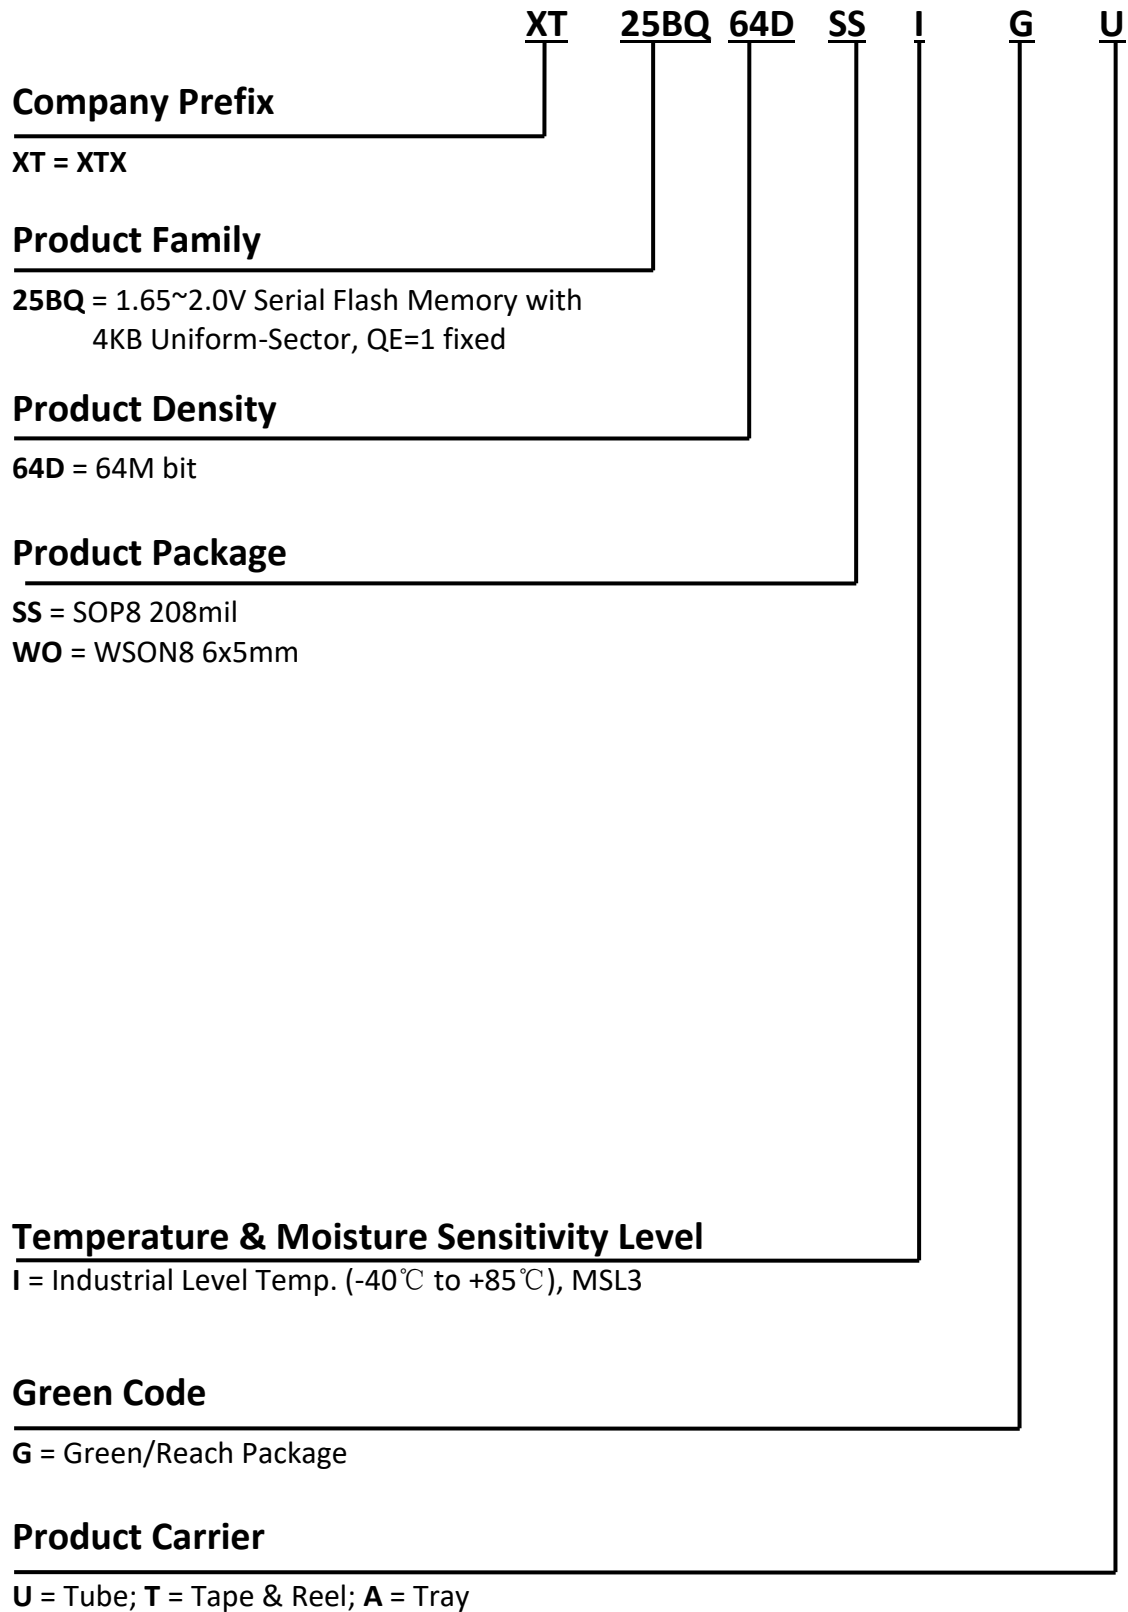 XT 25BQ 64D SS I G U
Company Prefix
XT = XTX
Product Family
25BQ = 1.65~2.0V Serial Flash Memory with
4KB Uniform-Sector, QE=1 fixed
Product Density
64D = 64M bit
Product Package
SS = SOP8 208mil
WO = WSON8 6x5mm
Temperature & Moisture Sensitivity Level
I = Industrial Level Temp. (-40℃ to +85℃), MSL3
Green Code
G = Green/Reach Package
Product Carrier
U = Tube; T = Tape & Reel; A = Tray